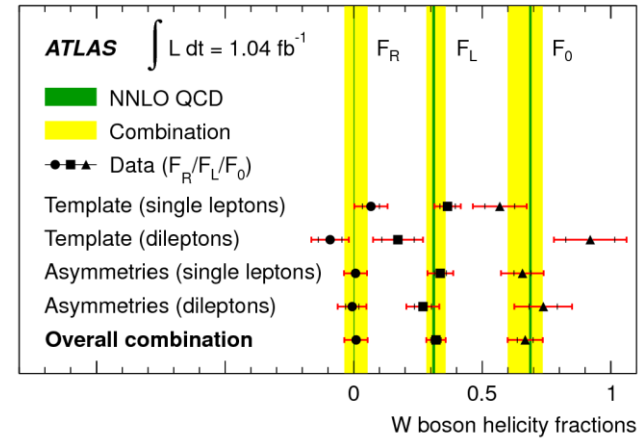 ATLAS ∫ L dt = 1.04 fb⁻¹ F_R F_L F_0
NNLO QCD
Combination
Data (F_R/F_L/F_0)
Template (single leptons)
Template (dileptons)
Asymmetries (single leptons)
Asymmetries (dileptons)
Overall combination
0 0.5 1
W boson helicity fractions